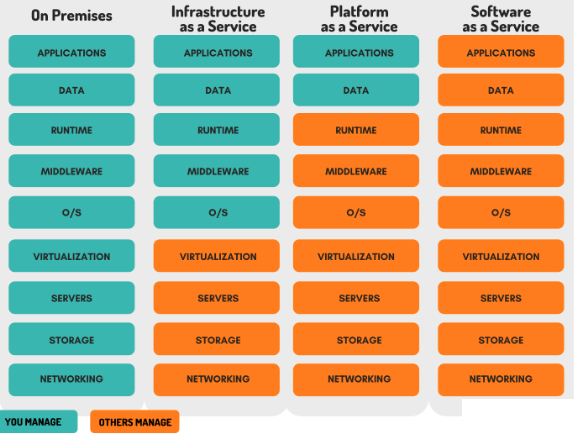 On Premises
Infrastructure
as a Service
Platform
as a Service
Software
as a Service
APPLICATIONS APPLICATIONS APPLICATIONS APPLICATIONS
DATA DATA DATA DATA
RUNTIME RUNTIME RUNTIME RUNTIME
MIDDLEWARE MIDDLEWARE MIDDLEWARE MIDDLEWARE
O/S O/S O/S O/S
VIRTUALIZATION VIRTUALIZATION VIRTUALIZATION VIRTUALIZATION
SERVERS SERVERS SERVERS SERVERS
STORAGE STORAGE STORAGE STORAGE
NETWORKING NETWORKING NETWORKING NETWORKING
YOU MANAGE OTHERS MANAGE